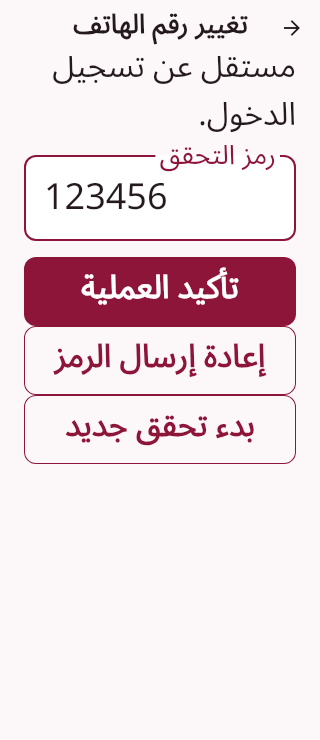 تغيير رقم الهاتف
مستقل عن تسجيل
الدخول.
رمز التحقق
123456
تأكيد العملية
إعادة إرسال الرمز
بدء تحقق جديد